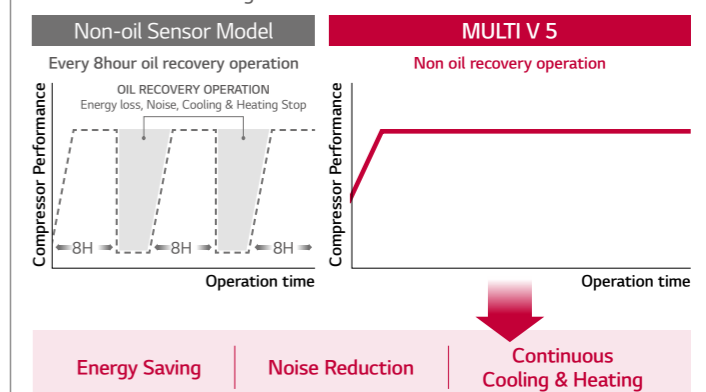 Non-oil Sensor Model
Every 8hour oil recovery operation
OIL RECOVERY OPERATION
Energy loss, Noise, Cooling & Heating Stop
Compressor Performance
8H
8H
8H
Operation time
MULTI V 5
Non oil recovery operation
Compressor Performance
Operation time
Energy Saving
Noise Reduction
Continuous
Cooling & Heating